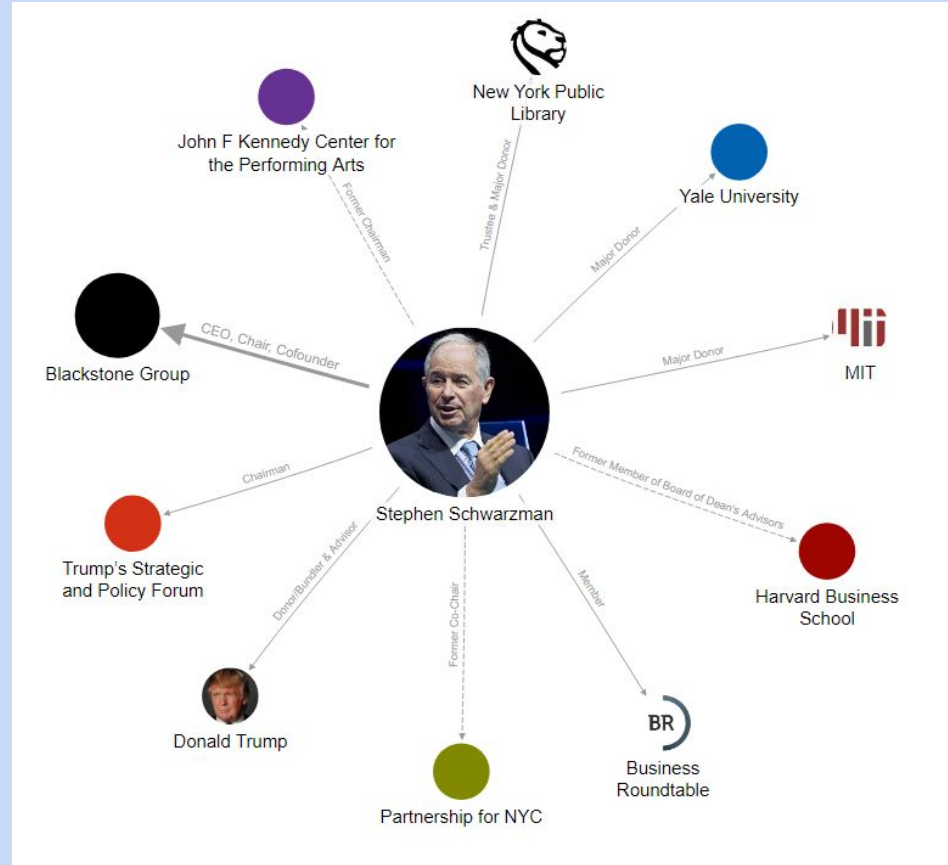 New York Public
Library
John F Kennedy Center for
the Performing Arts
Yale University
Former Chairman
Trustee & Major Donor
Major Donor
Blackstone Group
CEO, Chair, Cofounder
Major Donor
MIT
Stephen Schwarzman
Chairman
Former Member of Board of Dean's Advisors
Trump's Strategic
and Policy Forum
Harvard Business
School
Donor/Bundler & Advisor
Former Co-Chair
Member
Donald Trump
BR
Business
Roundtable
Partnership for NYC